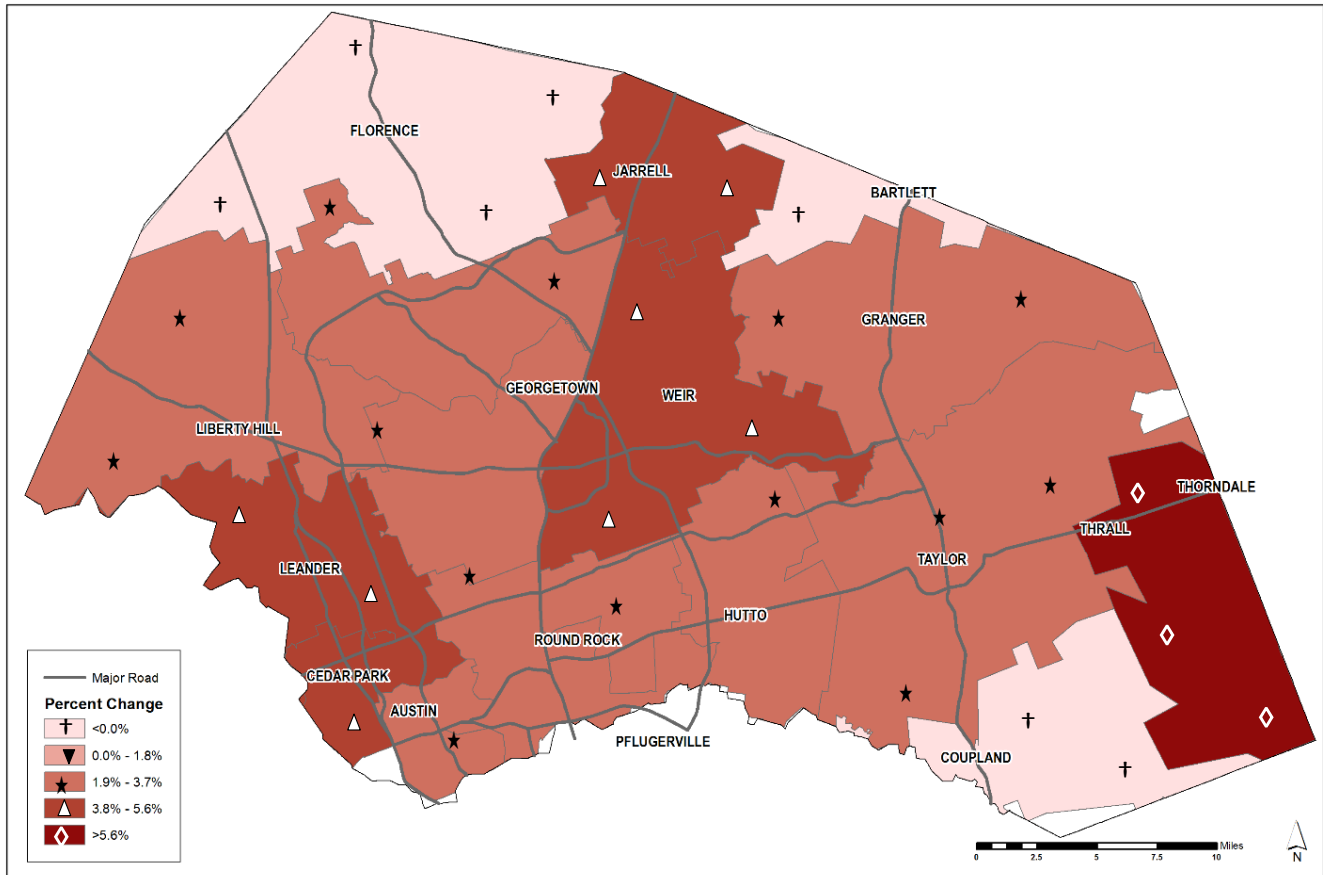 FLORENCE
JARRELL
BARTLETT
GRANGER
GEORGETOWN
WEIR
LIBERTY HILL
THORNDALE
THRALL
TAYLOR
LEANDER
HUTTO
ROUND ROCK
CEDAR PARK
AUSTIN
PFLUGERVILLE
COUPLAND
Major Road
Percent Change
<0.0%
0.0% - 1.8%
1.9% - 3.7%
3.8% - 5.6%
>5.6%
Miles
0 2.5 5 7.5 10
N